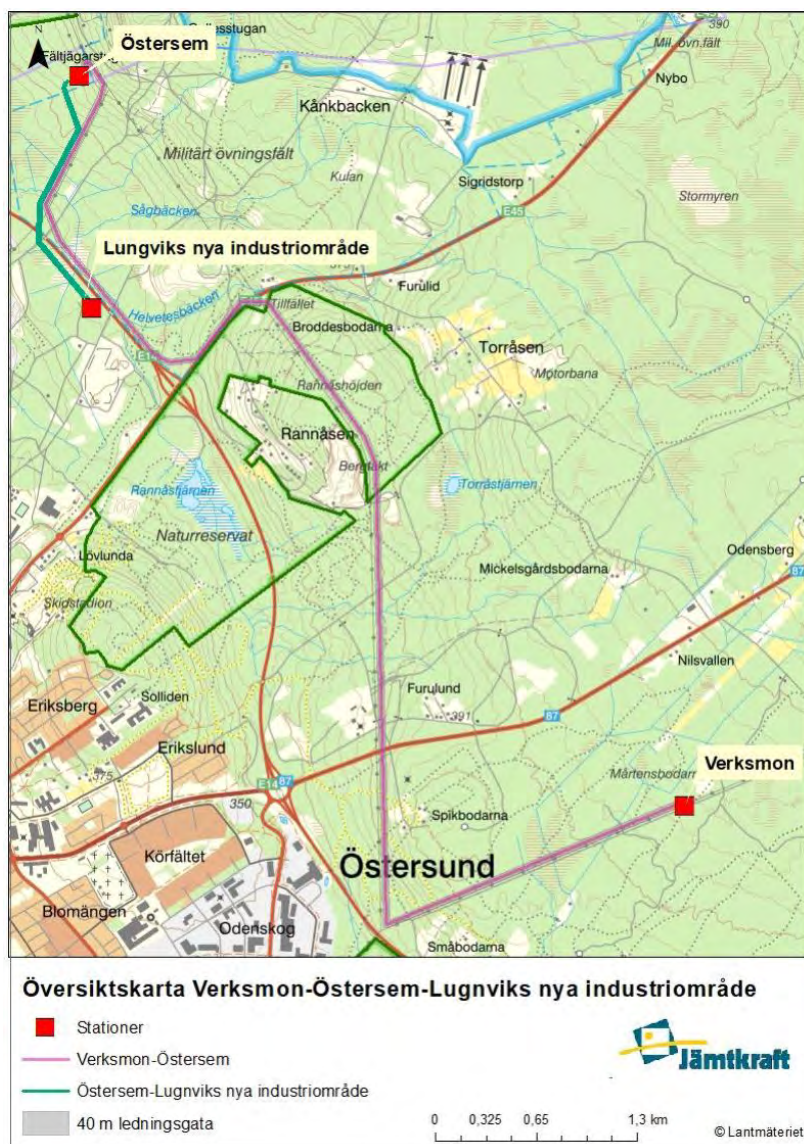 N
Östersem
Mil. övn.fält
390
Nybo
Kånkbacken
Militärt övningsfält
Kulan
Sigridstorp
Stormyren
Sågbäcken
E45
Lungviks nya industriområde
Furulid
Helvetesbäcken
Tillfället
Broddesbodarna
Torråsen
E14
Motorbana
Rannåshöjden
Rannåsen
Bergtäkt
Rannåstjärnen
Torråstjärnen
Naturreservat
Odensberg
Lövlunda
Mickelsgårdsbodarna
87
Skidstadion
Nilsvallen
Solliden
Furulund
Eriksberg
391
87
Erikslund
Verksmon
375
E14
87
350
Spikbodarna
Körfältet
Östersund
Blomängen
Odenskog
Småbodarna
Översiktskarta Verksmon-Östersem-Lugnviks nya industriområde
Stationer
Verksmon-Östersem
Östersem-Lugnviks nya industriområde
40 m ledningsgata
Jämtkraft
0 0,325 0,65 1,3 km
© Lantmäteriet